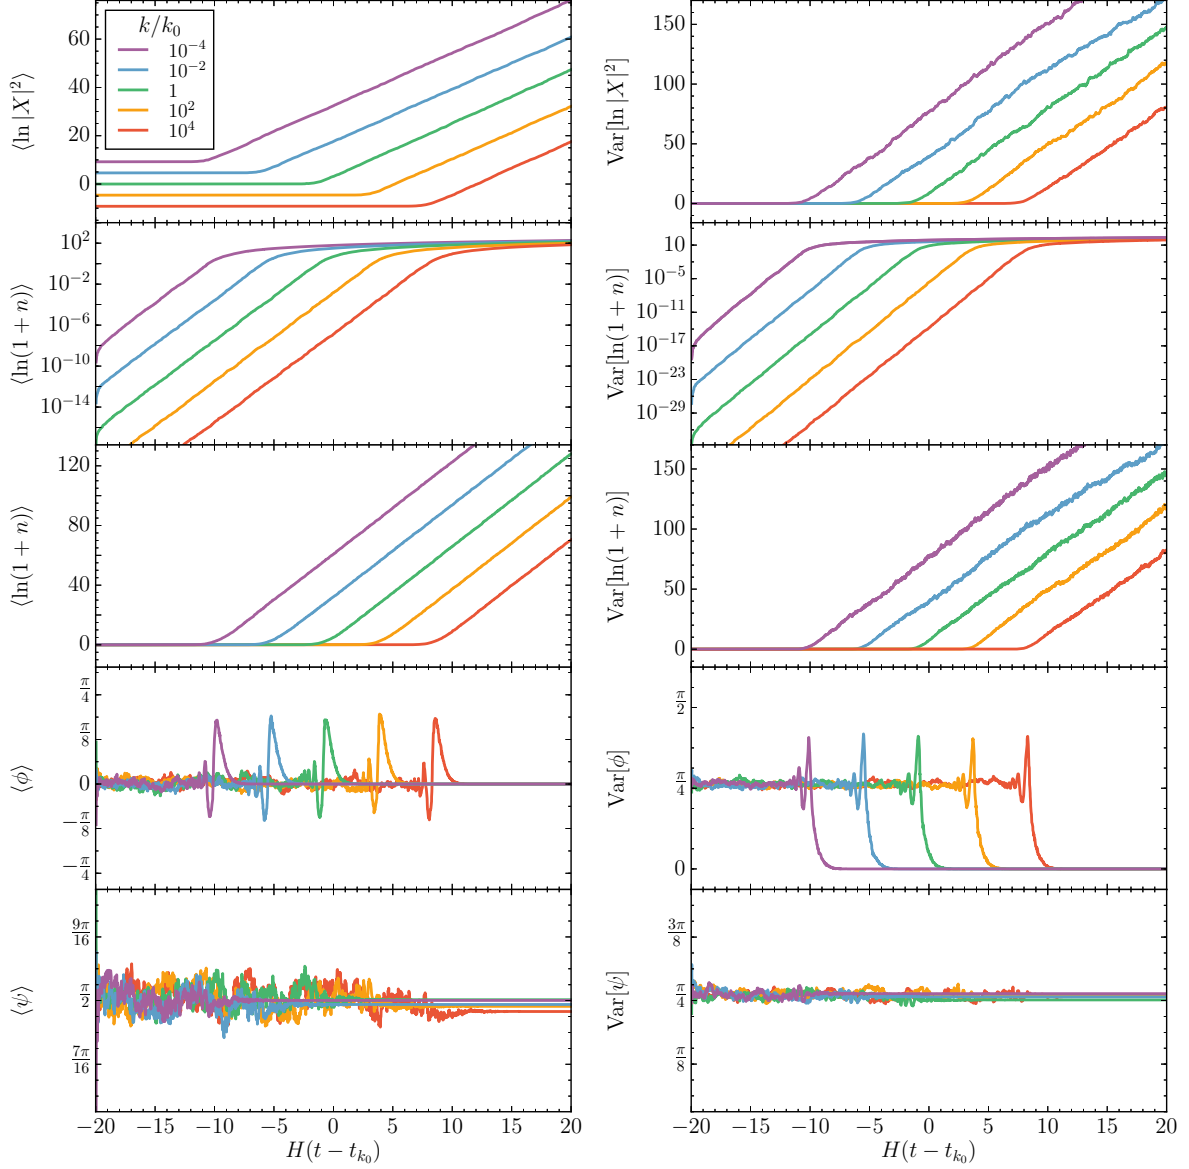 k/k₀
10⁻⁴
10⁻²
1
10²
10⁴
⟨ln |X|²⟩
60
40
20
0
Var[ln |X|²]
150
100
50
0
⟨ln(1 + n)⟩
10²
10⁻²
10⁻⁶
10⁻¹⁰
10⁻¹⁴
Var[ln(1 + n)]
10
10⁻⁵
10⁻¹¹
10⁻¹⁷
10⁻²³
10⁻²⁹
⟨ln(1 + n)⟩
120
80
40
0
Var[ln(1 + n)]
150
100
50
0
⟨ϕ⟩
π/4
π/8
0
−π/8
−π/4
Var[ϕ]
π/2
π/4
0
⟨ψ⟩
9π/16
π/2
7π/16
Var[ψ]
3π/8
π/4
π/8
−20 −15 −10 −5 0 5 10 15 20
H(t − tₖ₀)
−20 −15 −10 −5 0 5 10 15 20
H(t − tₖ₀)